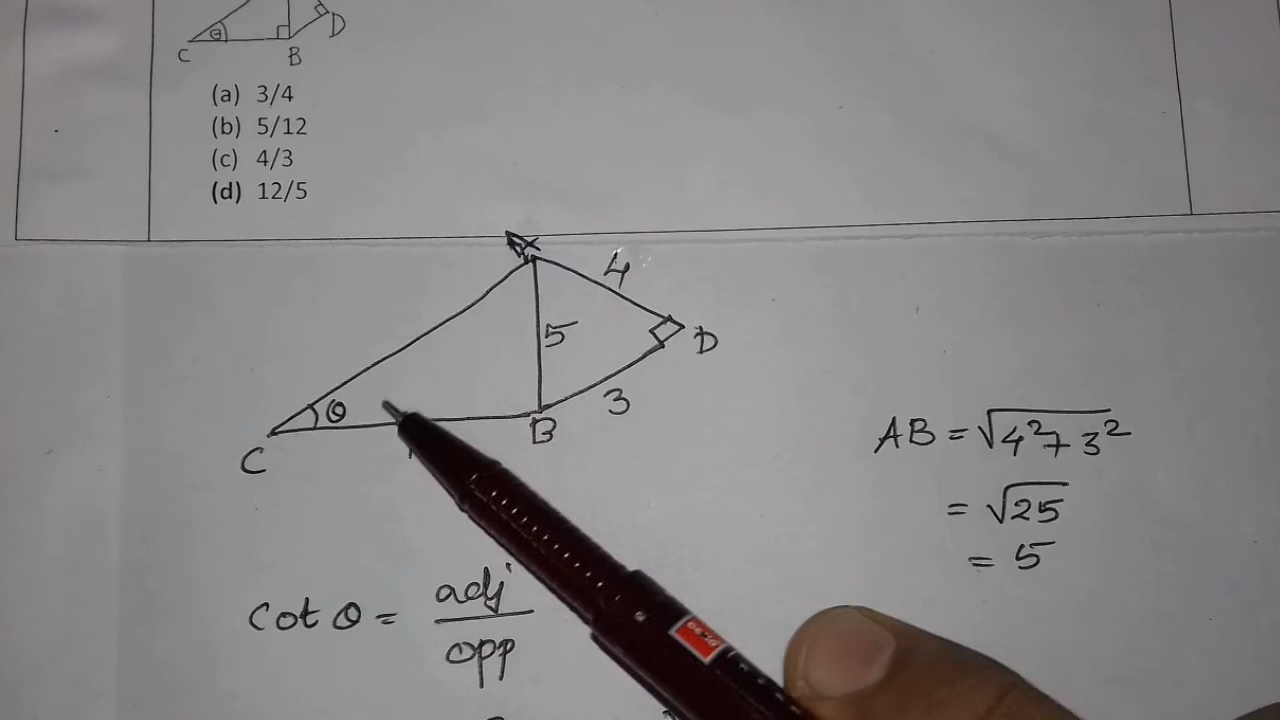 θ
D
C
B
(a) 3/4
(b) 5/12
(c) 4/3
(d) 12/5
4
5
D
θ
3
B
C
AB = √4²+3²
= √25
= 5
cot θ = adj/opp